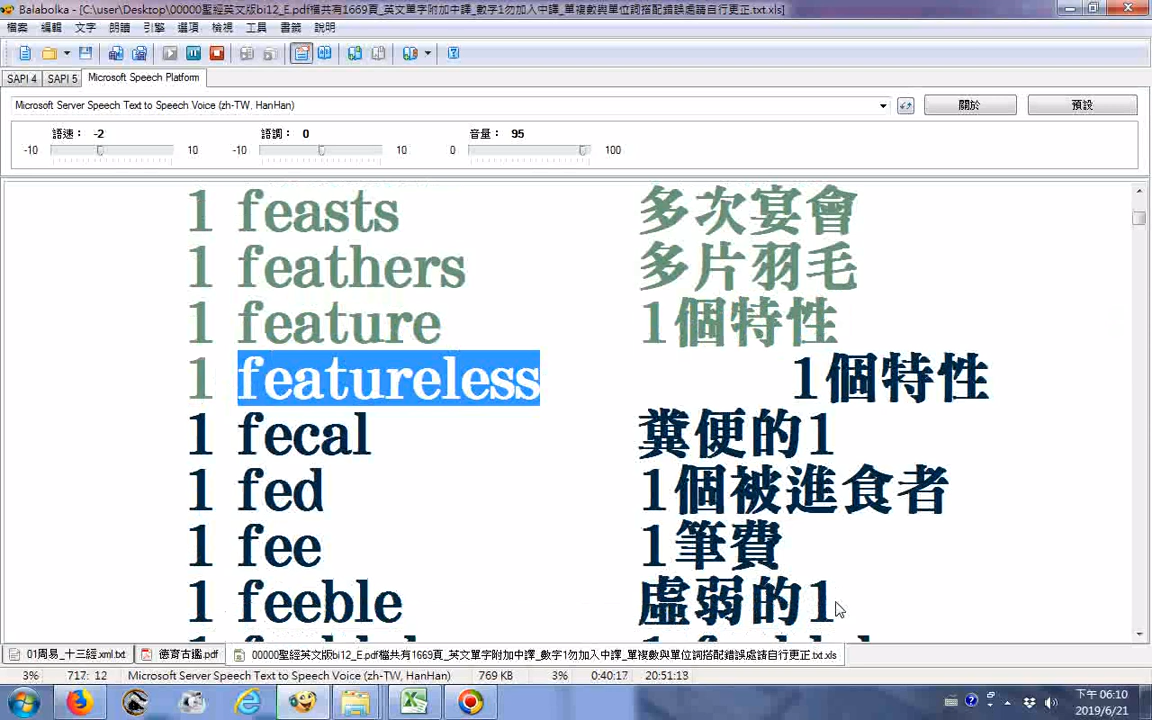 Balabolka - [C:\user\Desktop\00000聖經英文版bi12_E.pdf檔共有1669頁_英文單字附加中譯_數字1勿加入中譯_單複數與單位詞搭配錯誤處請自行更正.txt.xls]
檔案 編輯 文字 朗讀 引擎 選項 檢視 工具 書籤 說明
SAPI 4 SAPI 5 Microsoft Speech Platform
Microsoft Server Speech Text to Speech Voice (zh-TW, HanHan) 關於 預設
語速： -2 語調： 0 音量： 95
-10 10 -10 10 0 100
1 feasts 多次宴會
1 feathers 多片羽毛
1 feature 1個特性
1 featureless 1個特性
1 fecal 糞便的1
1 fed 1個被進食者
1 fee 1筆費
1 feeble 虛弱的1
01周易_十三經.xml.txt 德育古鑑.pdf 00000聖經英文版bi12_E.pdf檔共有1669頁_英文單字附加中譯_數字1勿加入中譯_單複數與單位詞搭配錯誤處請自行更正.txt.xls
3% 717: 12 Microsoft Server Speech Text to Speech Voice (zh-TW, HanHan) 769 KB 3% 0:40:17 20:51:13
下午 06:10
2019/6/21